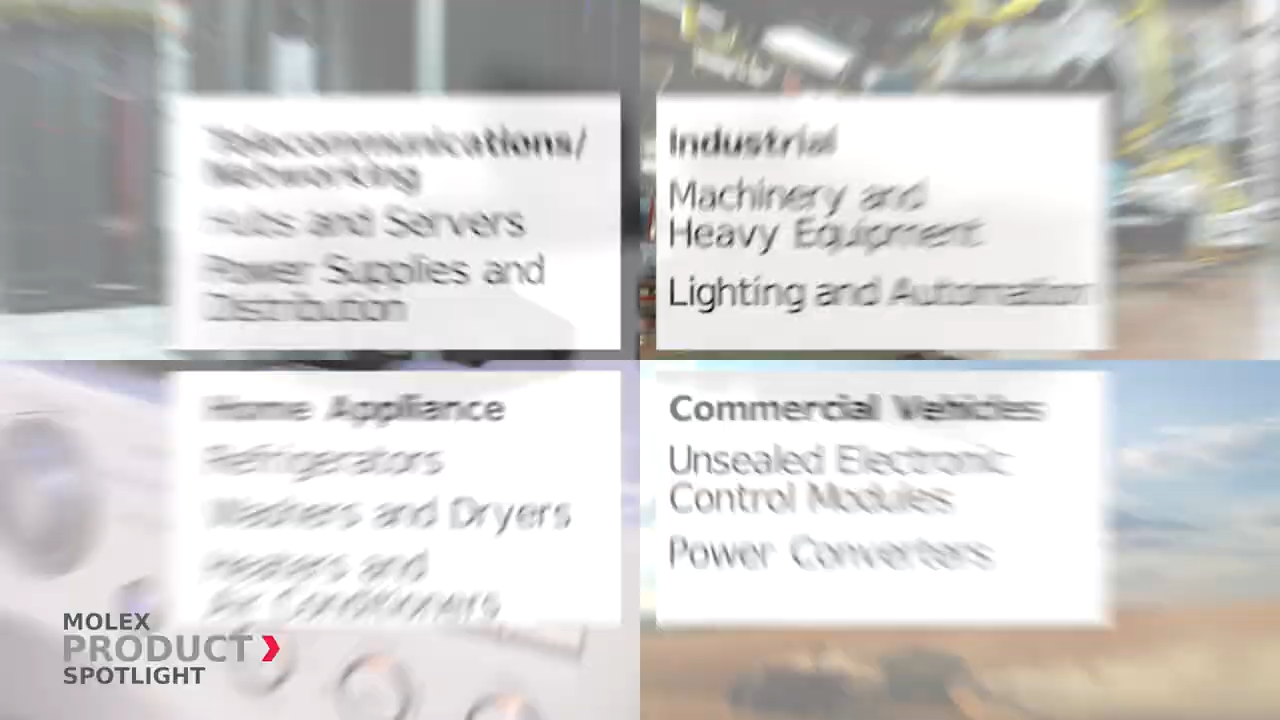 Telecommunications/
Networking
Hubs and Servers
Power Supplies and
Distribution
Industrial
Machinery and
Heavy Equipment
Lighting and Automation
Home Appliance
Refrigerators
Washers and Dryers
Heaters and
Air Conditioners
Commercial Vehicles
Unsealed Electronic
Control Modules
Power Converters
MOLEX
PRODUCT
SPOTLIGHT